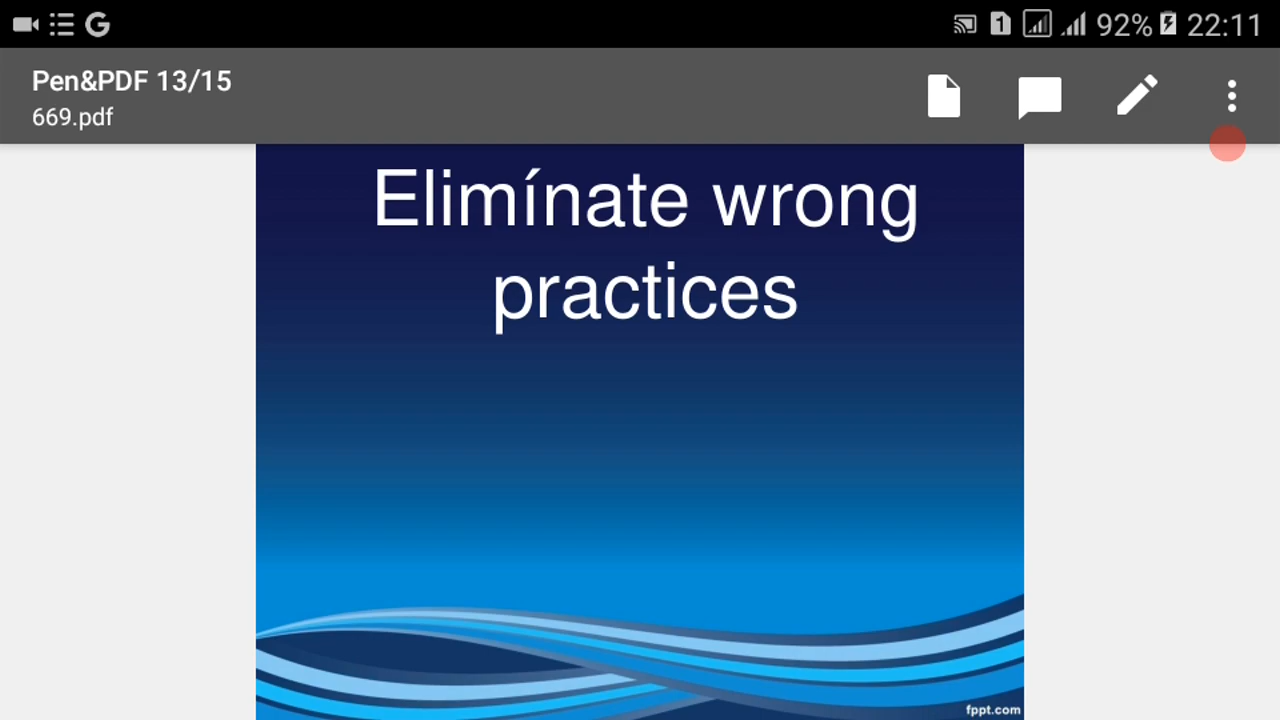 92% 22:11
Pen&PDF 13/15
669.pdf
Elimínate wrong
practices
fppt.com